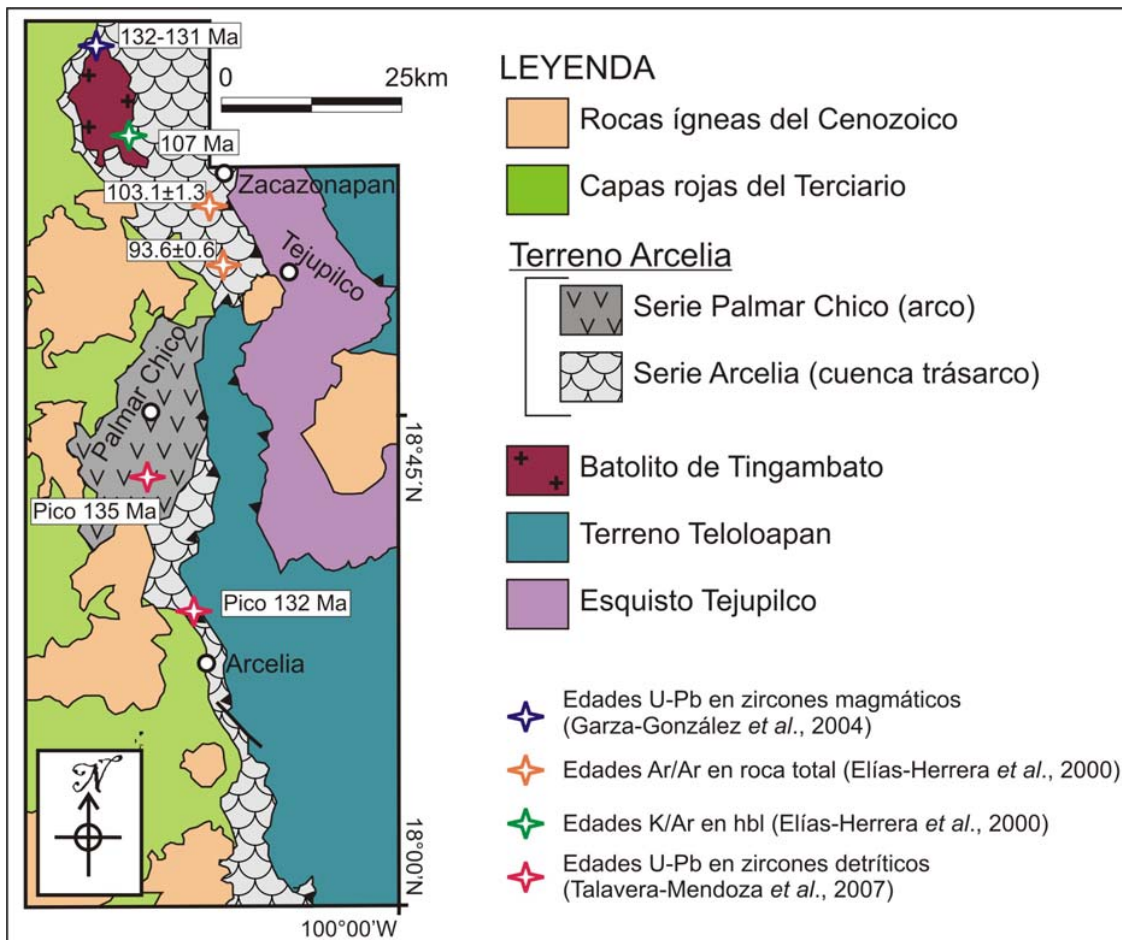 132-131 Ma
0 25km
107 Ma
Zacazonapan
103.1±1.3
93.6±0.6
Tejupilco
Palmar Chico
18°45'N
Pico 135 Ma
Pico 132 Ma
Arcelia
N
18°00'N
100°00'W
LEYENDA
Rocas ígneas del Cenozoico
Capas rojas del Terciario
Terreno Arcelia
Serie Palmar Chico (arco)
Serie Arcelia (cuenca trásarco)
Batolito de Tingambato
Terreno Teloloapan
Esquisto Tejupilco
Edades U-Pb en zircones magmáticos
(Garza-González et al., 2004)
Edades Ar/Ar en roca total (Elías-Herrera et al., 2000)
Edades K/Ar en hbl (Elías-Herrera et al., 2000)
Edades U-Pb en zircones detríticos
(Talavera-Mendoza et al., 2007)